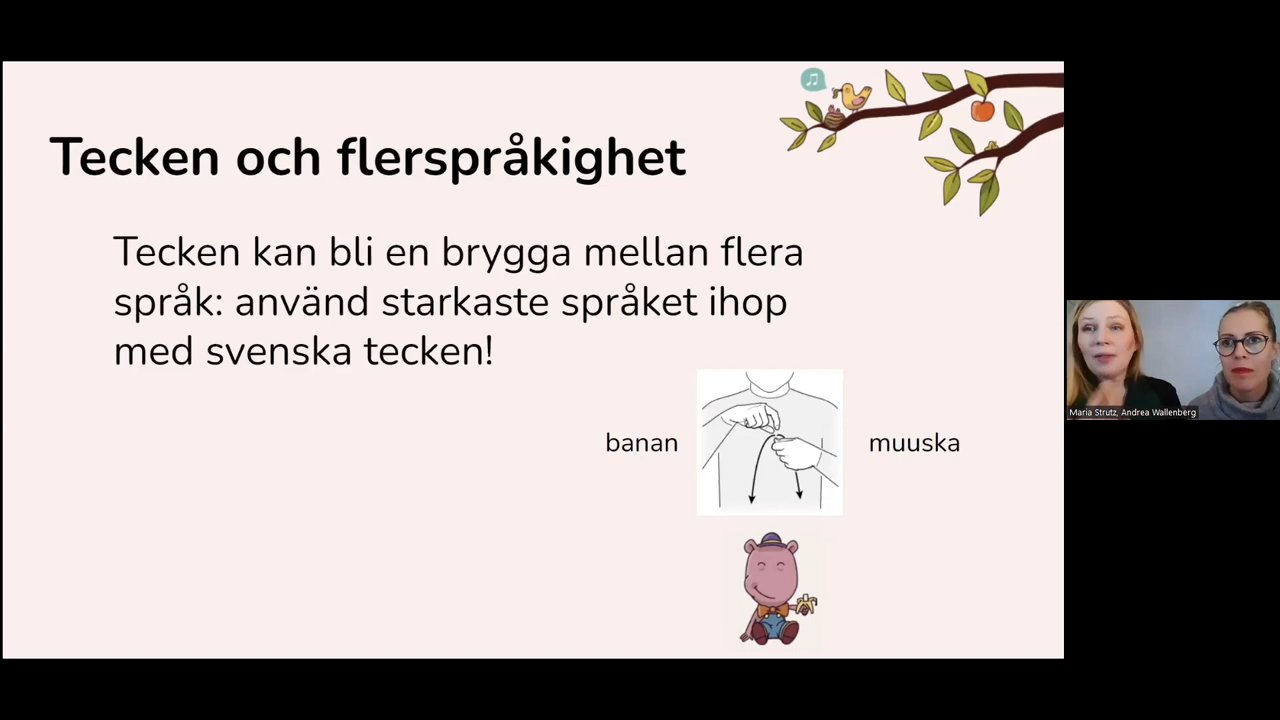 Tecken och flerspråkighet
Tecken kan bli en brygga mellan flera
språk: använd starkaste språket ihop
med svenska tecken!
banan
muuska
Maria Strutz, Andrea Wallenberg